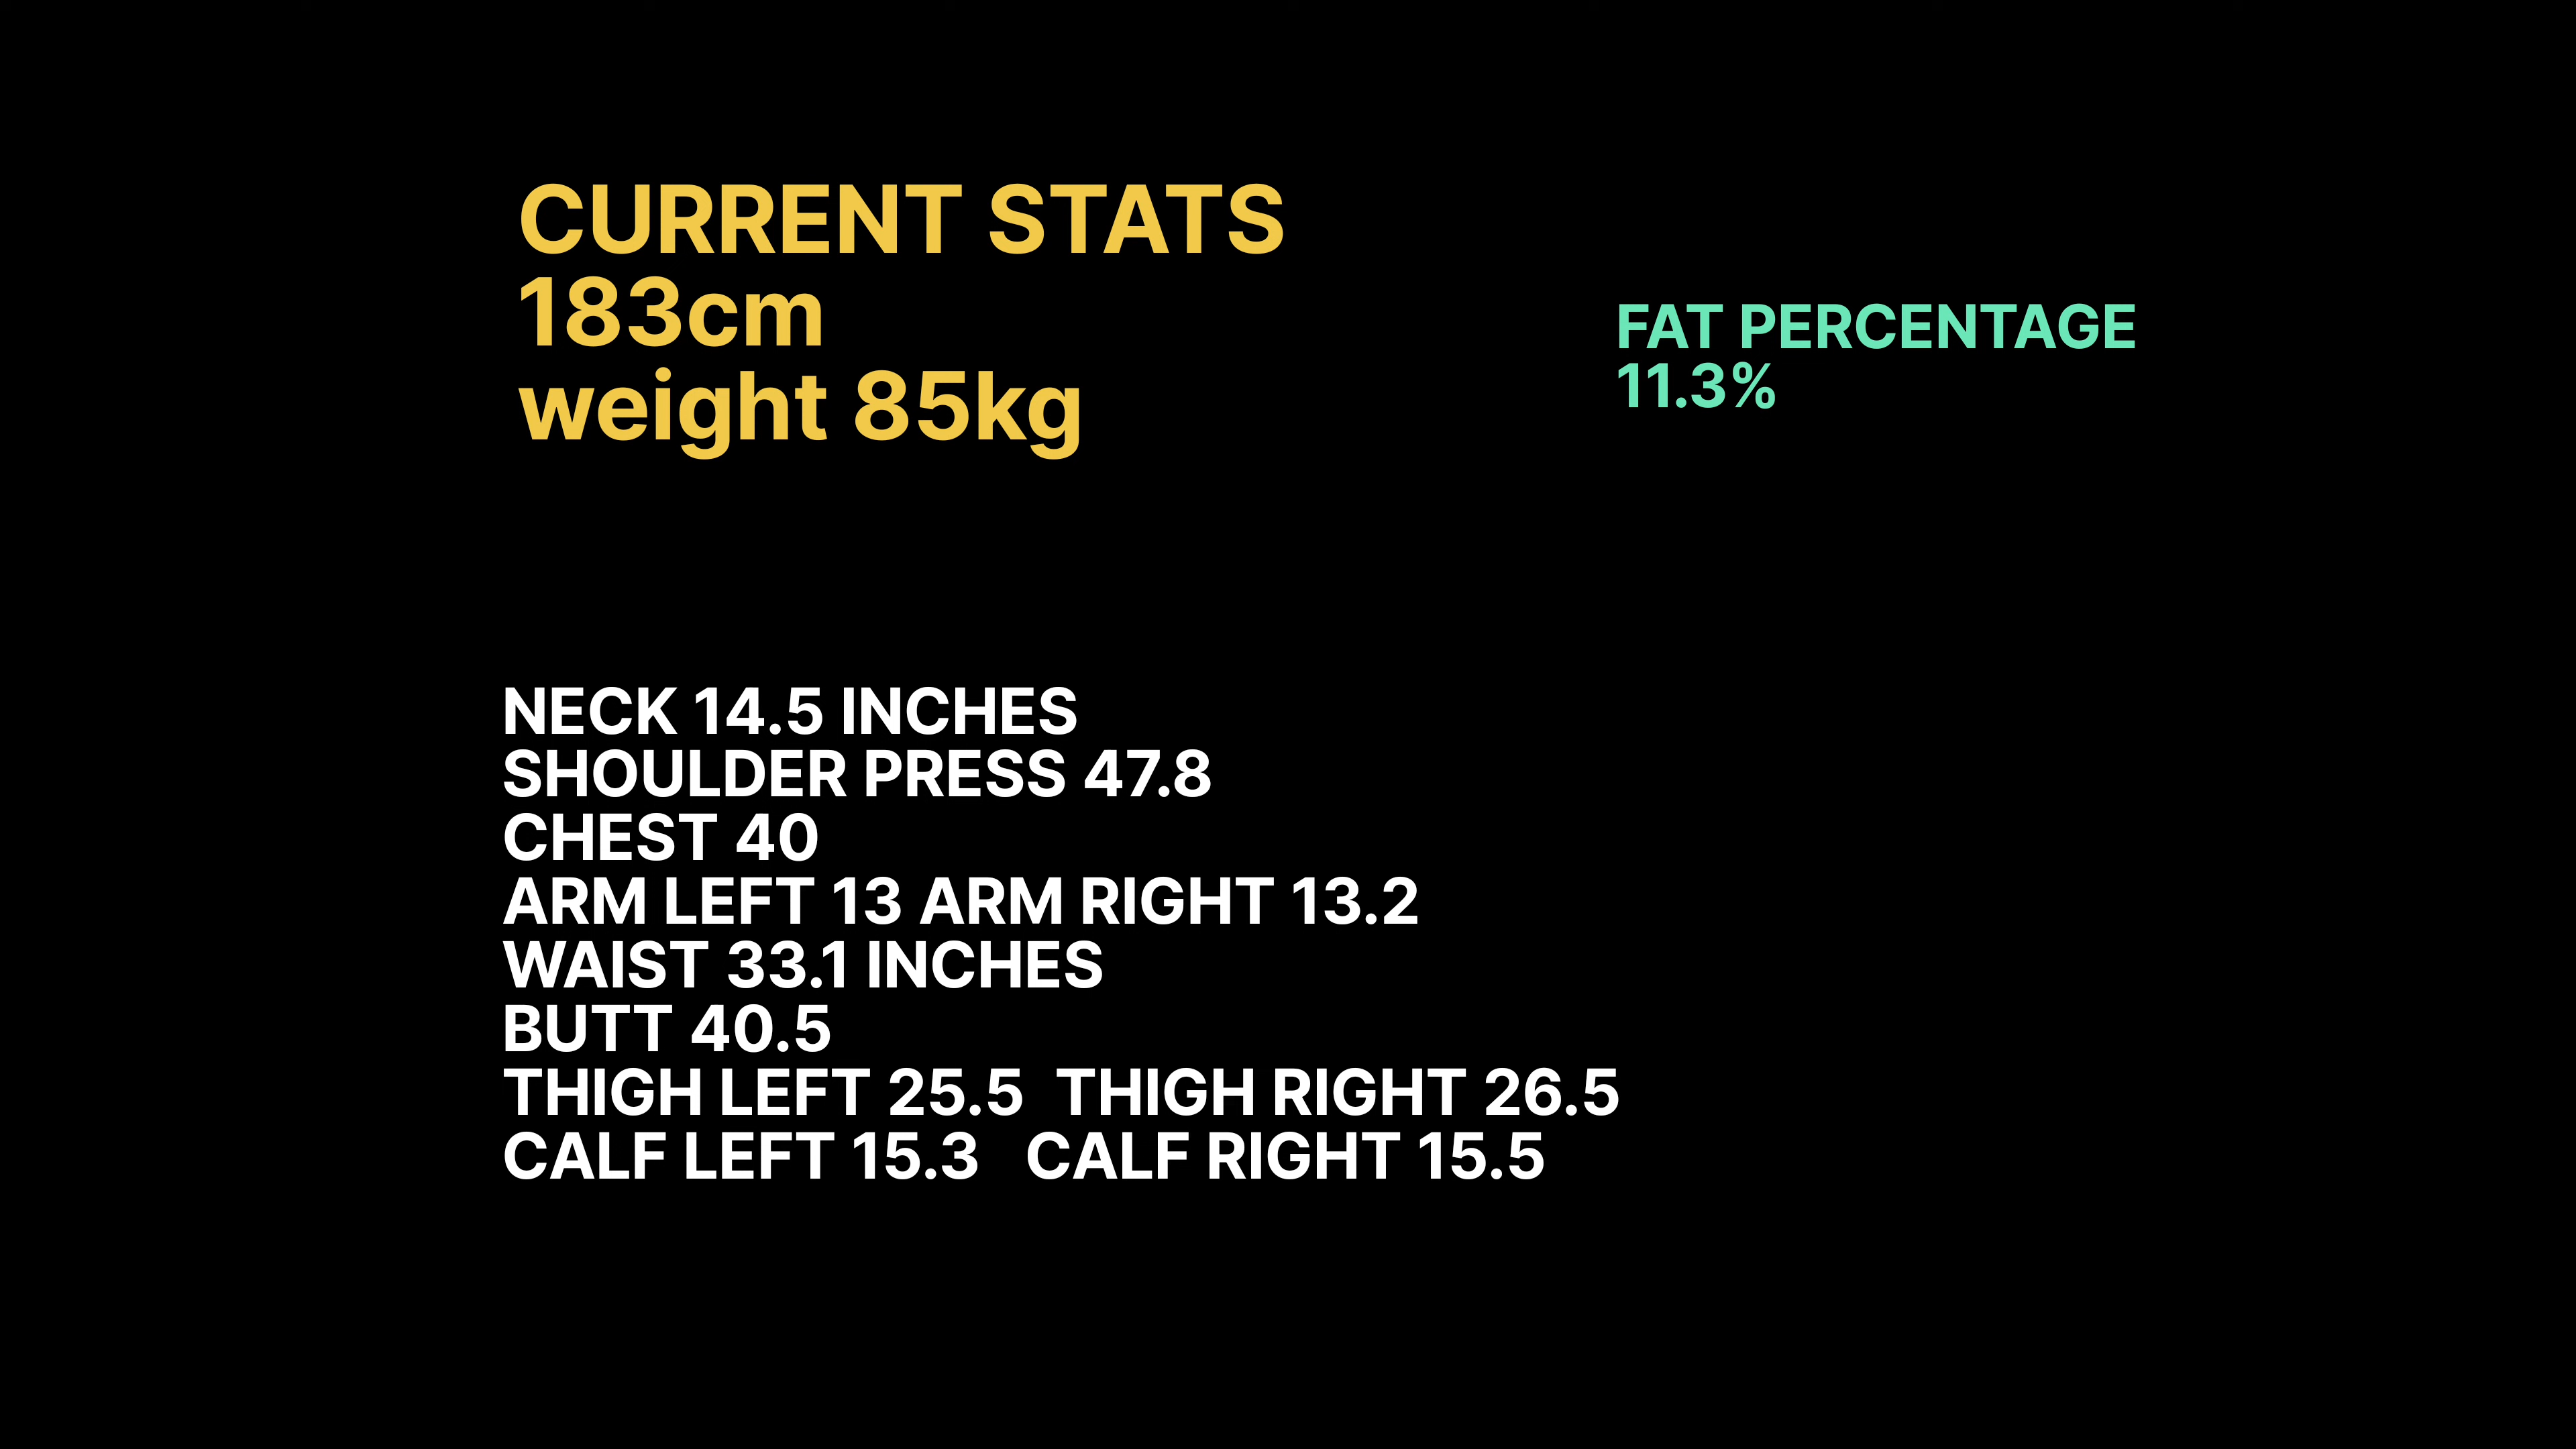 CURRENT STATS
183cm
weight 85kg
FAT PERCENTAGE
11.3%
NECK 14.5 INCHES
SHOULDER PRESS 47.8
CHEST 40
ARM LEFT 13 ARM RIGHT 13.2
WAIST 33.1 INCHES
BUTT 40.5
THIGH LEFT 25.5  THIGH RIGHT 26.5
CALF LEFT 15.3   CALF RIGHT 15.5